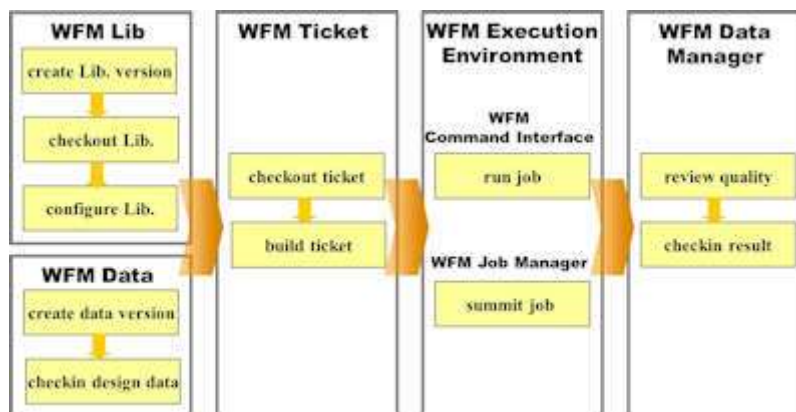 WFM Lib
create Lib. version
checkout Lib.
configure Lib.
WFM Data
create data version
checkin design data
WFM Ticket
checkout ticket
build ticket
WFM Execution
Environment
WFM
Command Interface
run job
WFM Job Manager
summit job
WFM Data
Manager
review quality
checkin result